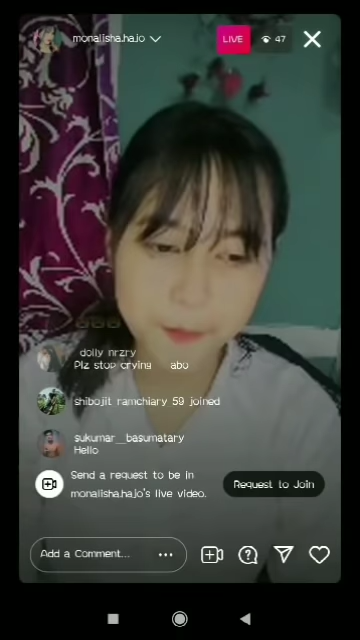 monalisha.hajo
LIVE
47
dolly nrzry
Plz stop crying abo
shibojit ramchiary 59 joined
sukumar__basumatary
Hello
Send a request to be in
monalisha.hajo's live video.
Request to Join
Add a Comment...